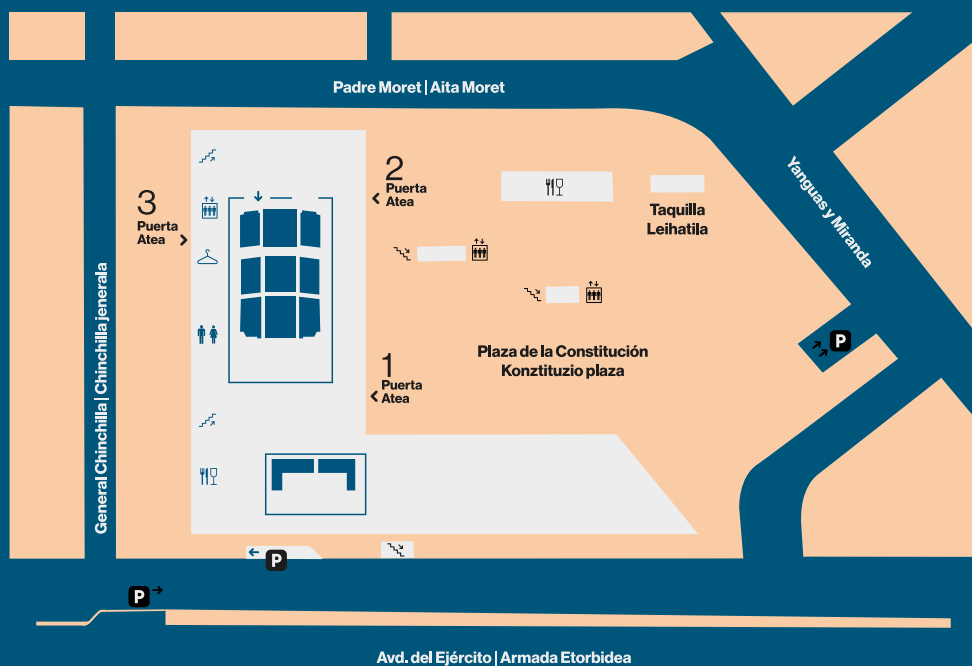 Padre Moret | Aita Moret
Yanguas y Miranda
General Chinchilla | Chinchilla jenerala
3
Puerta
Atea
2
Puerta
Atea
Taquilla
Leihatila
1
Puerta
Atea
Plaza de la Constitución
Konztituzio plaza
P
P
P
Avd. del Ejército | Armada Etorbidea